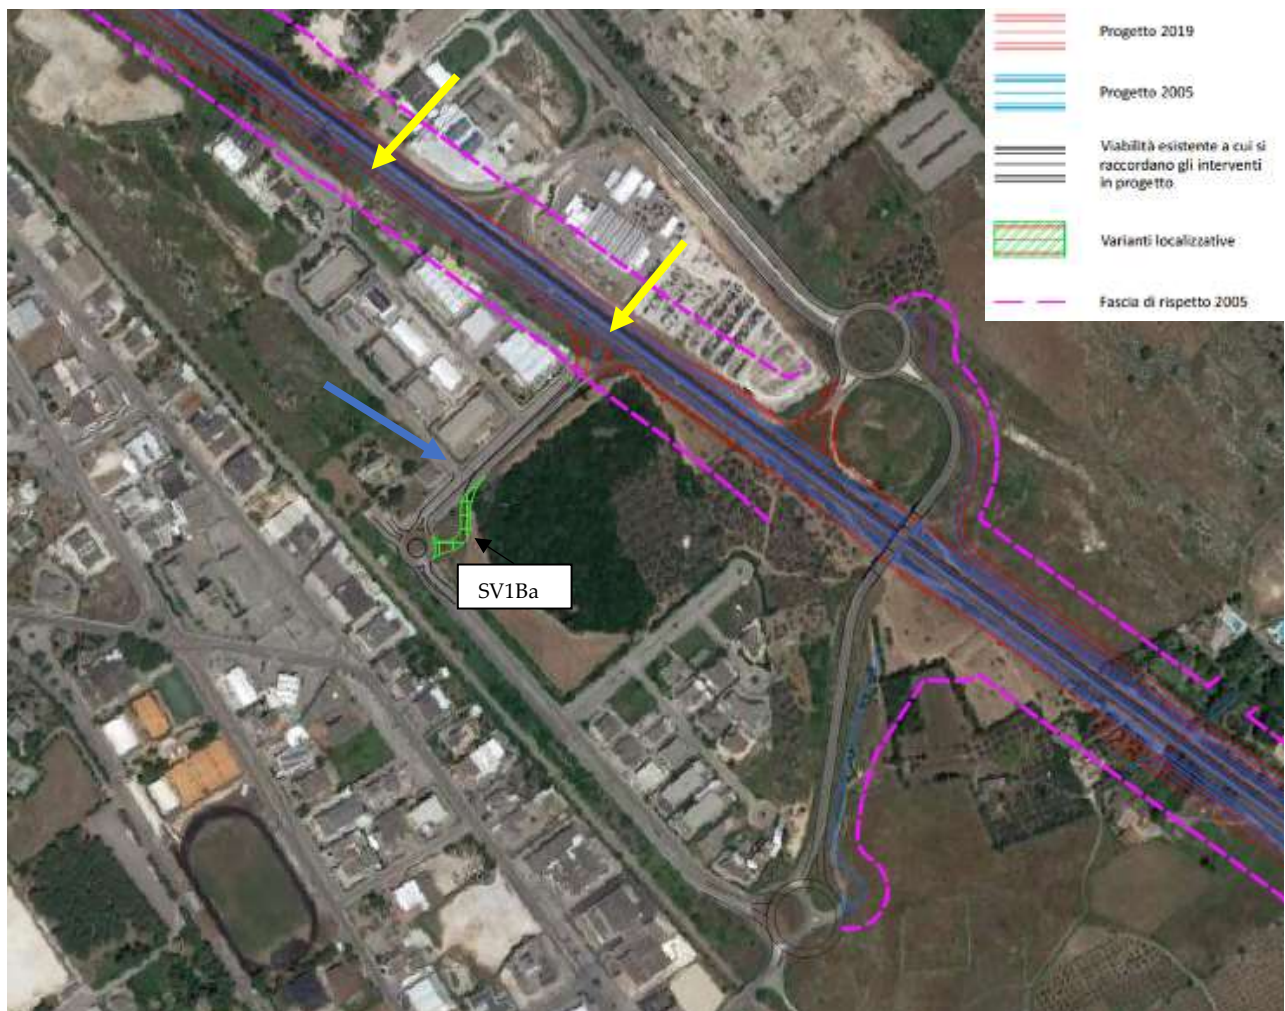 Progetto 2019
Progetto 2005
Viabilità esistente a cui si
raccordano gli interventi
in progetto
Varianti localizzative
Fascia di rispetto 2005
SV1Ba